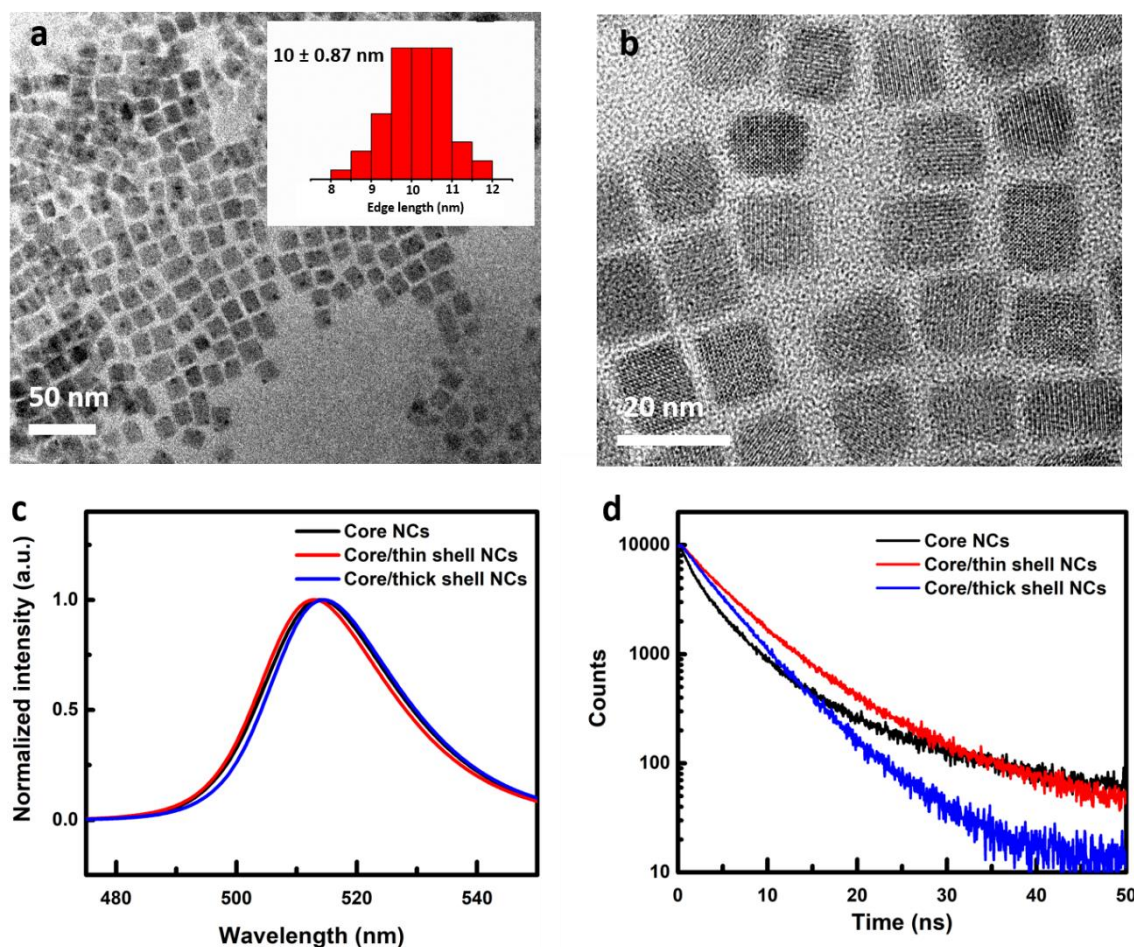 a
10 ± 0.87 nm
8 9 10 11 12
Edge length (nm)
50 nm
b
20 nm
c
Core NCs
Core/thin shell NCs
Core/thick shell NCs
Normalized intensity (a.u.)
1.0
0.5
0.0
480 500 520 540
Wavelength (nm)
d
Core NCs
Core/thin shell NCs
Core/thick shell NCs
Counts
10000
1000
100
10
0 10 20 30 40 50
Time (ns)